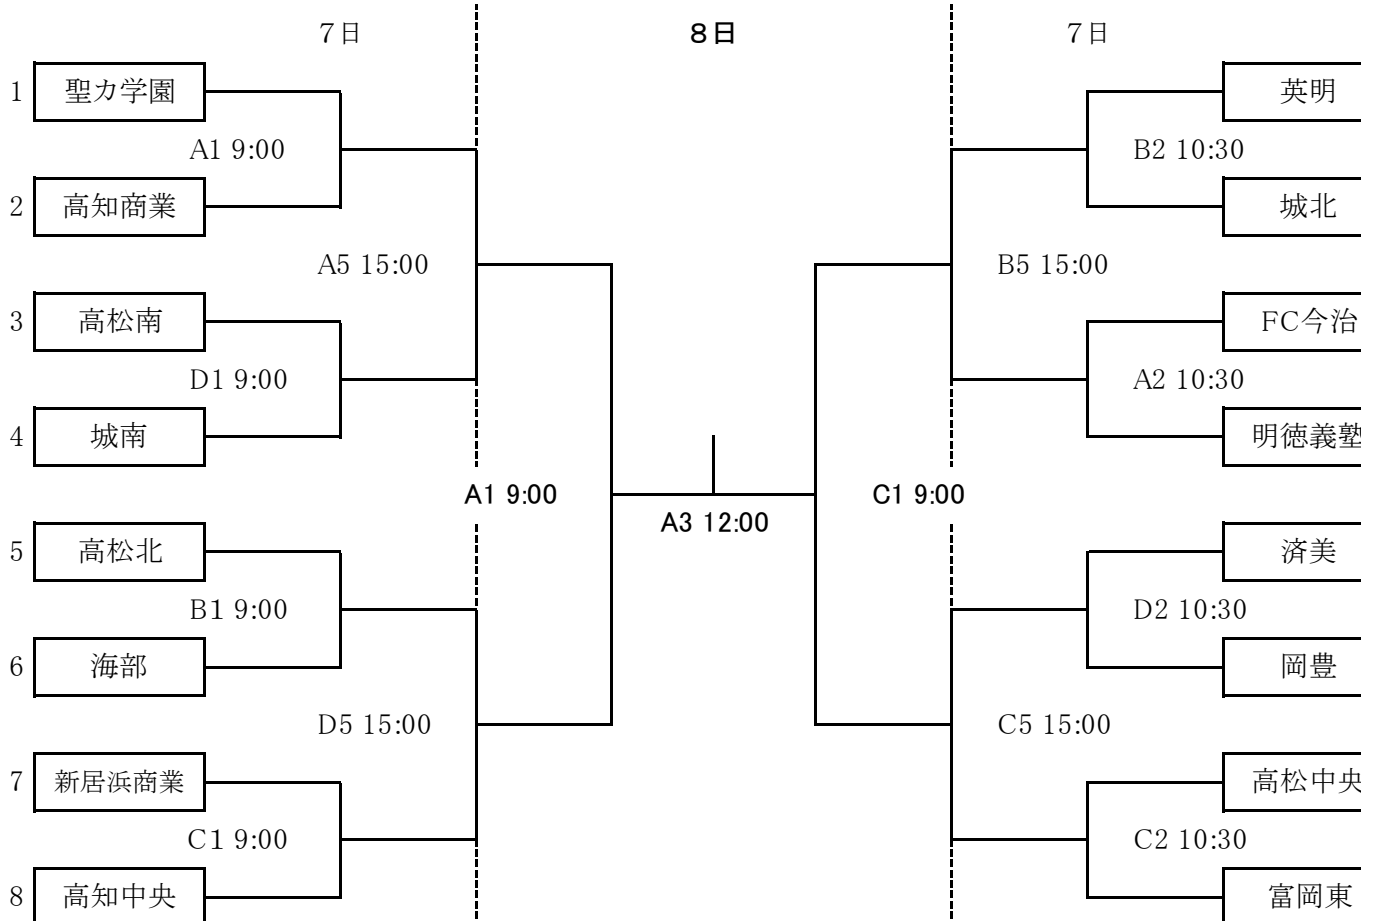 ７日 ８日 ７日
1 聖カ学園 英明
A1 9:00 B2 10:30
2 高知商業 城北
A5 15:00 B5 15:00
3 高松南 FC今治
D1 9:00 A2 10:30
4 城南 明徳義塾
A1 9:00 C1 9:00
A3 12:00
5 高松北 済美
B1 9:00 D2 10:30
6 海部 岡豊
D5 15:00 C5 15:00
7 新居浜商業 高松中央
C1 9:00 C2 10:30
8 高知中央 富岡東